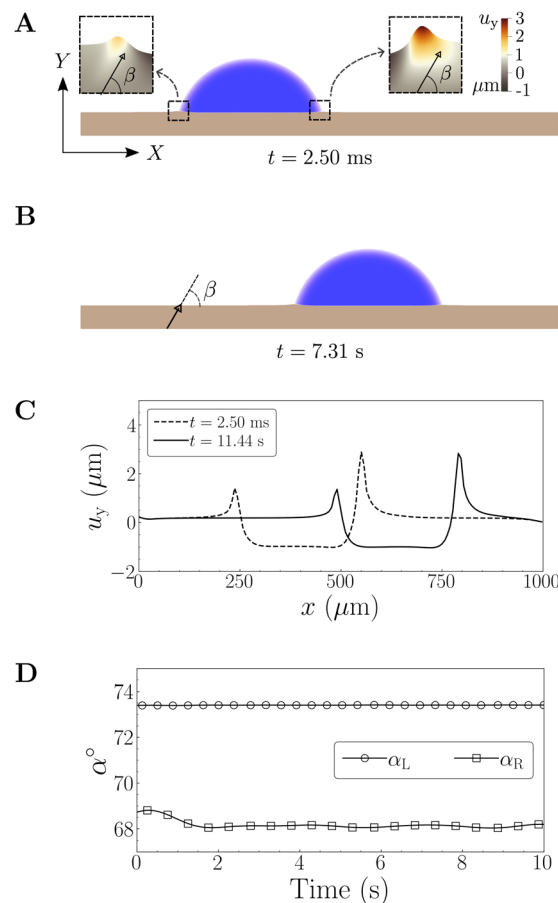 A
u_y
3
2
1
0
-1
μm
β
β
Y
X
t = 2.50 ms
B
β
t = 7.31 s
C
t = 2.50 ms
t = 11.44 s
4
2
0
−2
u_y (μm)
0
250
500
750
1000
x (μm)
D
74
72
70
68
α°
α_L
α_R
0
2
4
6
8
10
Time (s)